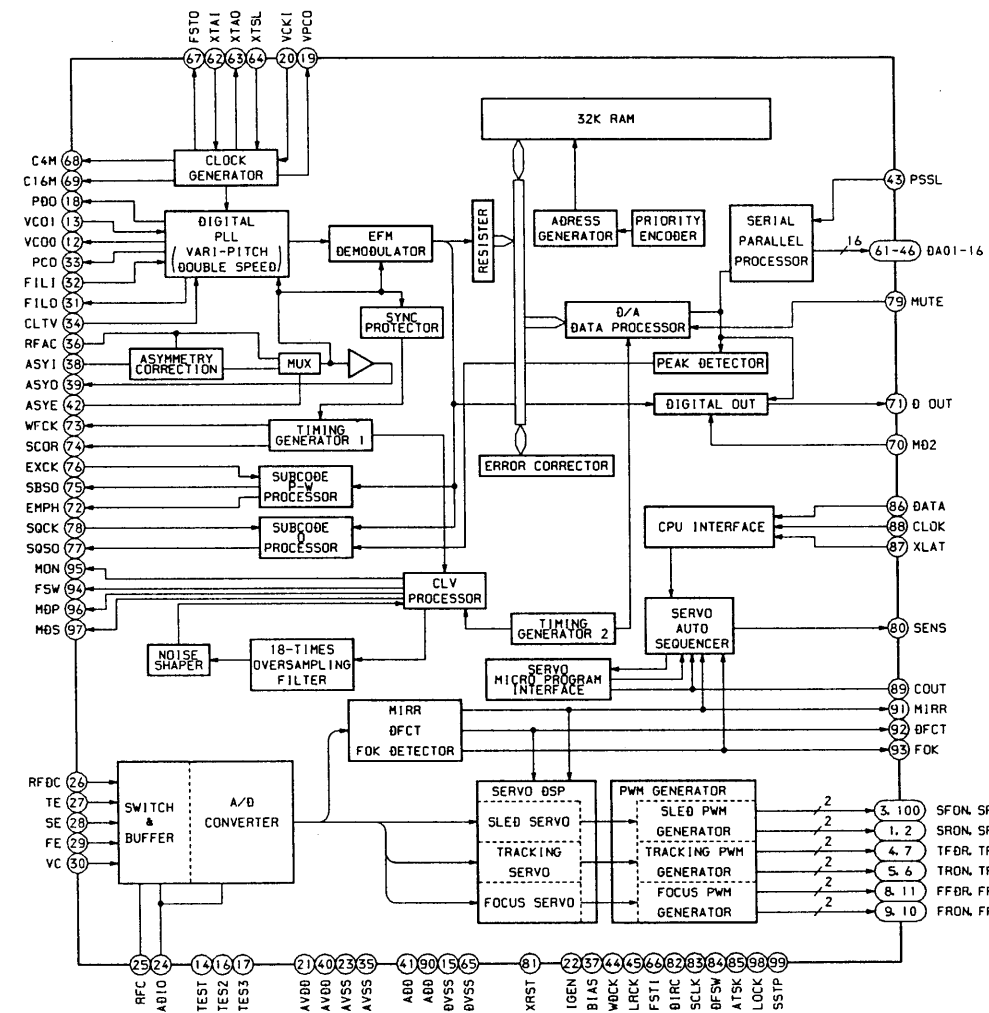 FSTO
XTAI
XTAO
XTSL
VCKI
VPCO
67
62
63
64
20
19
32K RAM
C4M 68
C16M 69
PDO 18
VCOI 13
VCOO 12
PCO 33
FILI 32
FILO 31
CLTV 34
RFAC 36
ASYI 38
ASYO 39
ASYE 42
WFCK 73
SCOR 74
EXCK 76
SBSO 75
EMPH 72
SQCK 78
SQSO 77
MON 95
FSW 94
MDP 96
MDS 97
CLOCK
GENERATOR
DIGITAL
PLL
(VARI-PITCH
DOUBLE SPEED)
EFM
DEMODULATOR
RESISTER
ADRESS
GENERATOR
PRIORITY
ENCODER
SERIAL
PARALLEL
PROCESSOR
16
43 PSSL
61-46 DA01-16
79 MUTE
SYNC
PROTECTOR
D/A
DATA PROCESSOR
ASYMMETRY
CORRECTION
MUX
PEAK DETECTOR
DIGITAL OUT
71 D OUT
70 MD2
TIMING
GENERATOR 1
ERROR CORRECTOR
SUBCODE
P-W
PROCESSOR
SUBCODE
Q
PROCESSOR
CPU INTERFACE
86 DATA
88 CLOK
87 XLAT
CLV
PROCESSOR
TIMING
GENERATOR 2
SERVO
AUTO
SEQUENCER
80 SENS
NOISE
SHAPER
18-TIMES
OVERSAMPLING
FILTER
SERVO
MICRO PROGRAM
INTERFACE
89 COUT
91 MIRR
92 DFCT
93 FOK
MIRR
DFCT
FOK DETECTOR
RFDC 26
TE 27
SE 28
FE 29
VC 30
SWITCH
&
BUFFER
A/D
CONVERTER
SERVO DSP
SLED SERVO
TRACKING
SERVO
FOCUS SERVO
PWM GENERATOR
SLED PWM
GENERATOR
TRACKING PWM
GENERATOR
FOCUS PWM
GENERATOR
2
2
2
2
2
2
3. 100 SFON. SF
1. 2 SRON. SR
4. 7 TFDR. TF
5. 6 TRON. TR
8. 11 FFDR. FF
9. 10 FRON. FR
25
24
14
16
17
21
40
23
35
41
90
15
65
81
22
37
44
45
66
82
83
84
85
98
99
RFC
ADIO
TEST
TES2
TES3
AVDD
AVDD
AVSS
AVSS
ADD
ADD
DVSS
DVSS
XRST
IGEN
BIAS
WDCK
LRCK
FSTI
DIRC
SCLK
DFSW
ATSK
LOCK
SSTP